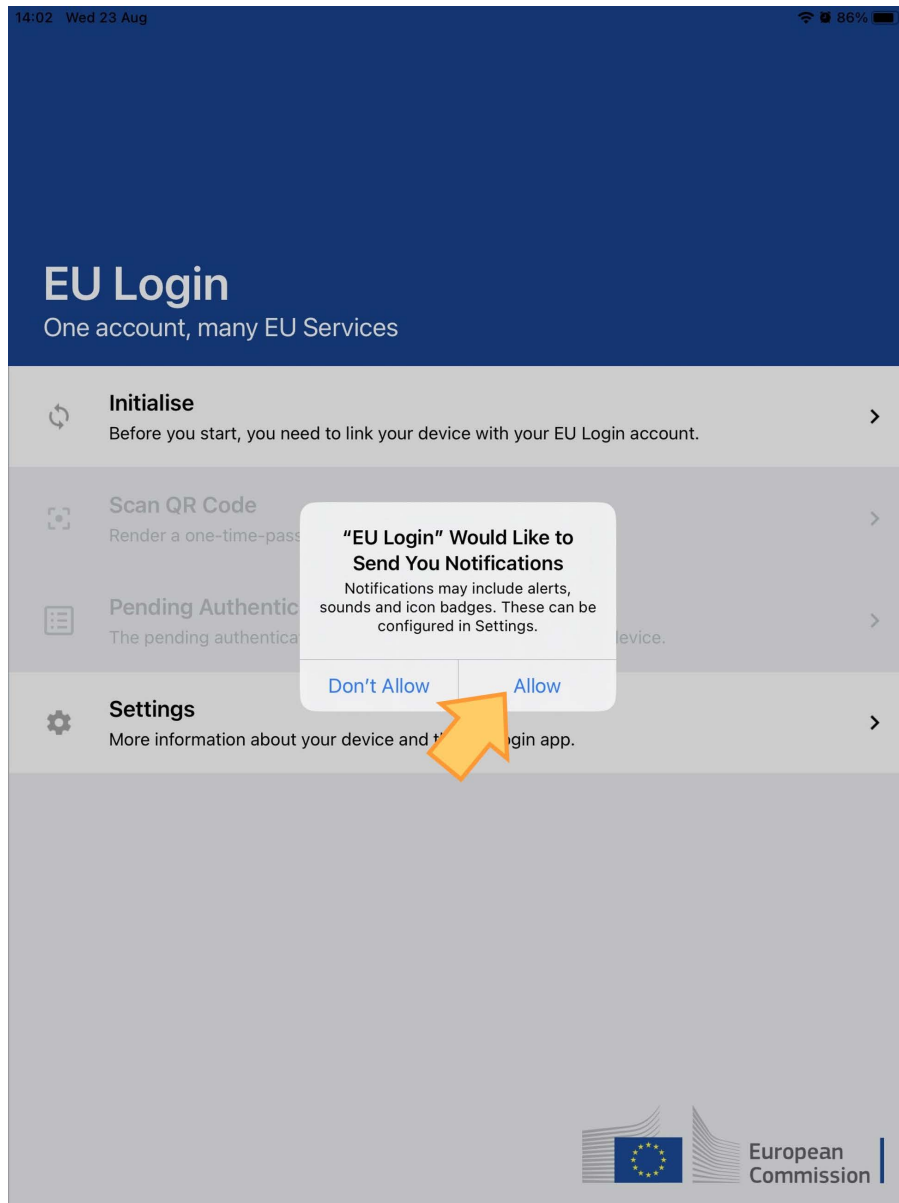 14:02 Wed 23 Aug
86%
EU Login
One account, many EU Services
Initialise
Before you start, you need to link your device with your EU Login account.
Scan QR Code
Render a one-time-pass
"EU Login" Would Like to
Send You Notifications
Notifications may include alerts,
sounds and icon badges. These can be
configured in Settings.
Don't Allow
Allow
Pending Authentic
The pending authentica
device.
Settings
More information about your device and
Login app.
European
Commission